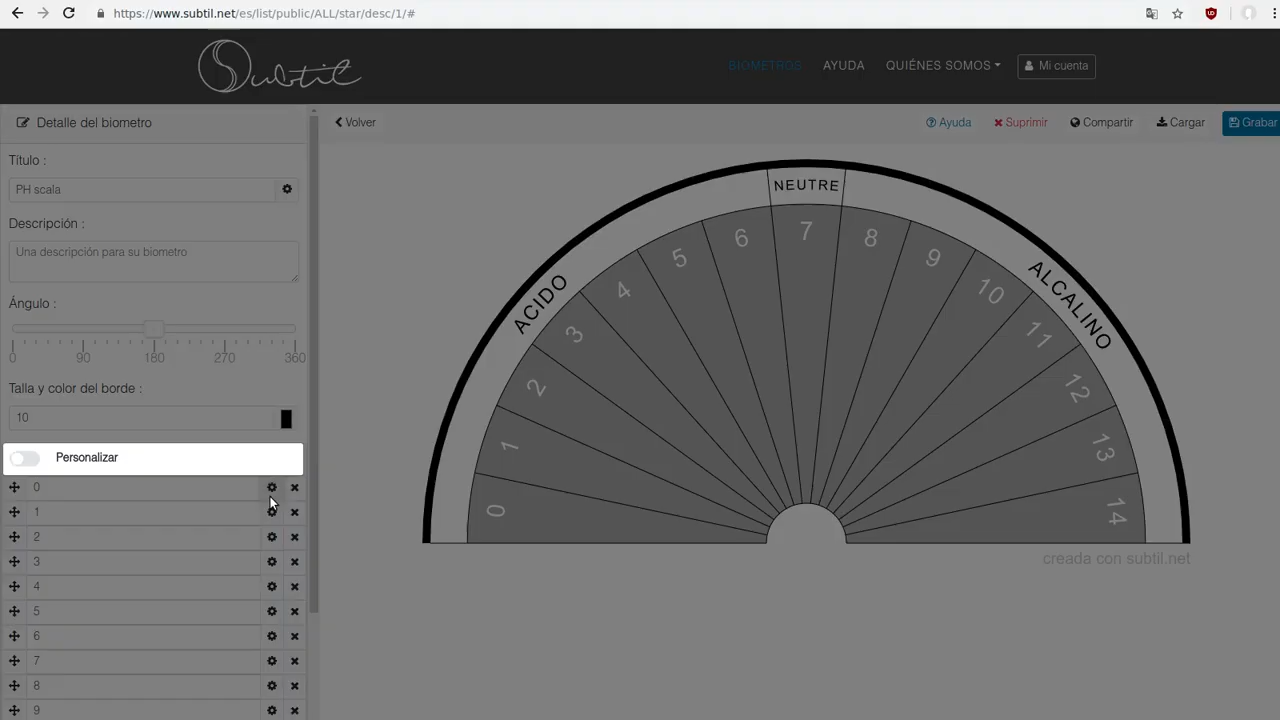 https://www.subtil.net/es/list/public/ALL/star/desc/1/#
Subtil
BIOMETROS
AYUDA
QUIÉNES SOMOS
Mi cuenta
Detalle del biometro
Volver
Ayuda
Suprimir
Compartir
Cargar
Grabar
Título :
PH scala
Descripción :
Una descripción para su biometro
Ángulo :
0 90 180 270 360
Talla y color del borde :
10
Personalizar
0
1
2
3
4
5
6
7
8
9
ACIDO
NEUTRE
ALCALINO
0
1
2
3
4
5
6
7
8
9
10
11
12
13
14
creada con subtil.net